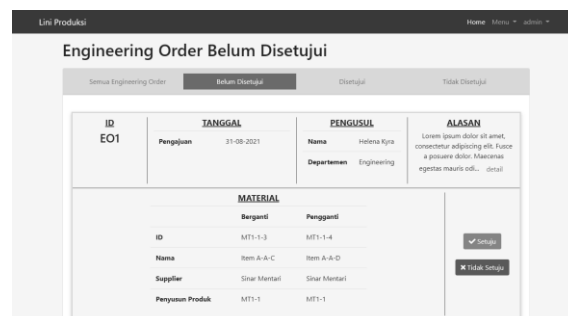 Lini Produksi Home Menu admin
Engineering Order Belum Disetujui
Semua Engineering Order Belum Disetujui Disetujui Tidak Disetujui
ID TANGGAL PENGUSUL ALASAN
EO1
Pengajuan 31-08-2021
Nama Helena Kyra
Departemen Engineering
Lorem ipsum dolor sit amet,
consectetur adipiscing elit. Fusce
a posuere dolor. Maecenas
egestas mauris odi... detail
MATERIAL
Berganti Pengganti
ID MT1-1-3 MT1-1-4
Nama Item A-A-C Item A-A-D
Supplier Sinar Mentari Sinar Mentari
Penyusun Produk MT1-1 MT1-1
Setuju
Tidak Setuju